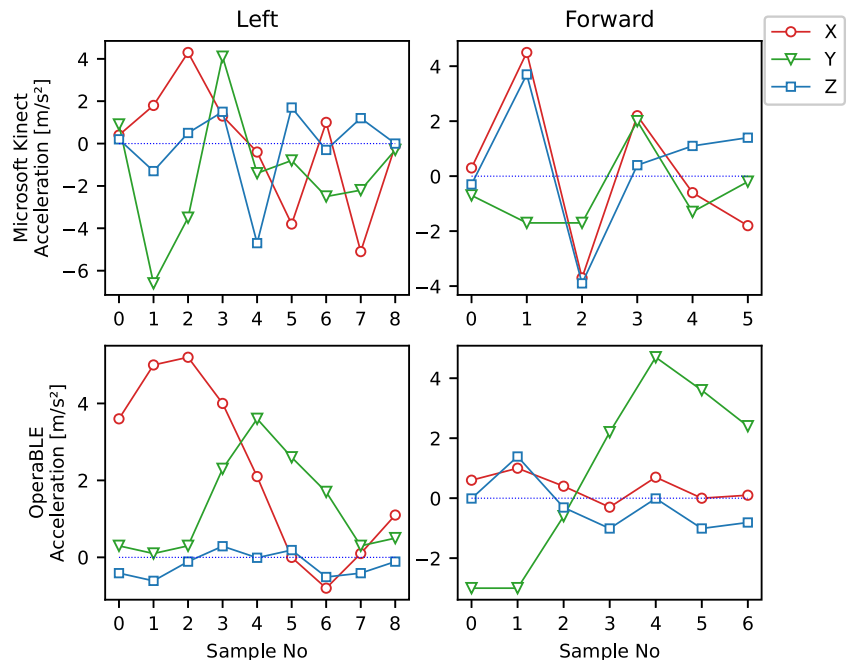 Left
Forward
X
Y
Z
Microsoft Kinect
Acceleration [m/s²]
4
2
0
−2
−4
−6
0 1 2 3 4 5 6 7 8
4
2
0
−2
−4
0 1 2 3 4 5
OperaBLE
Acceleration [m/s²]
4
2
0
0 1 2 3 4 5 6 7 8
Sample No
4
2
0
−2
0 1 2 3 4 5 6
Sample No